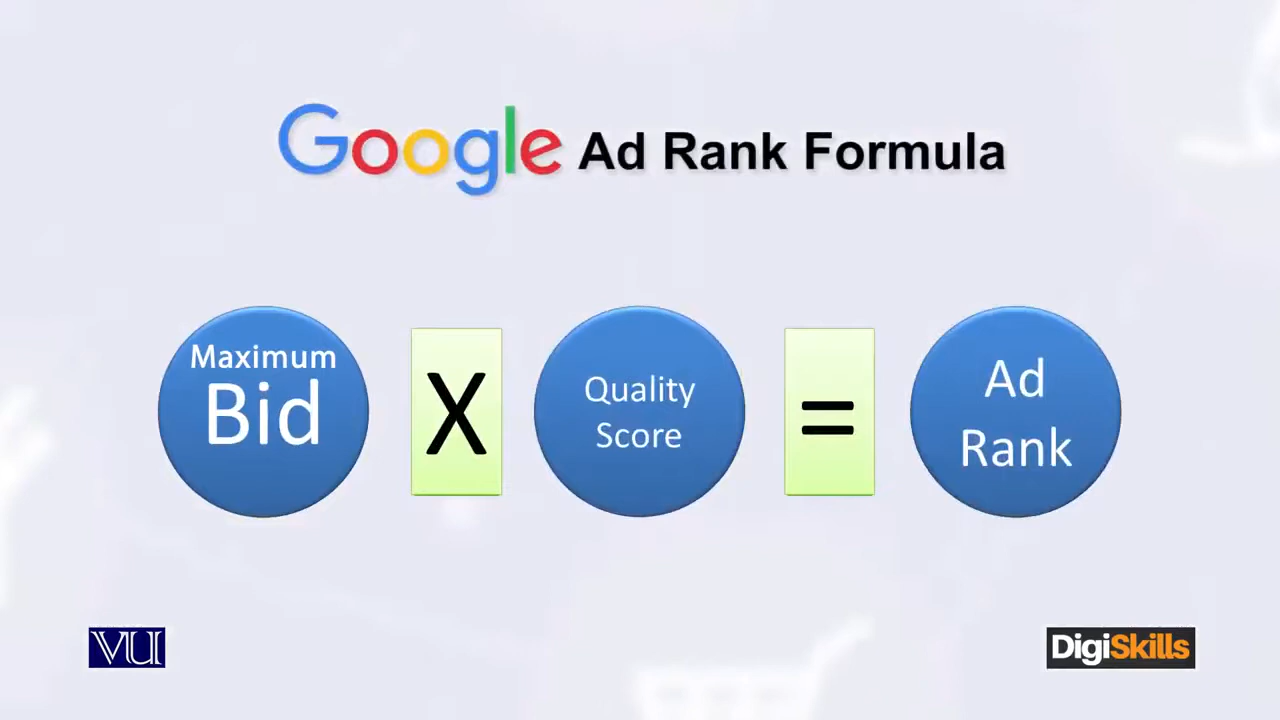 Google Ad Rank Formula
Maximum
Bid
X
Quality
Score
=
Ad
Rank
VU
DigiSkills